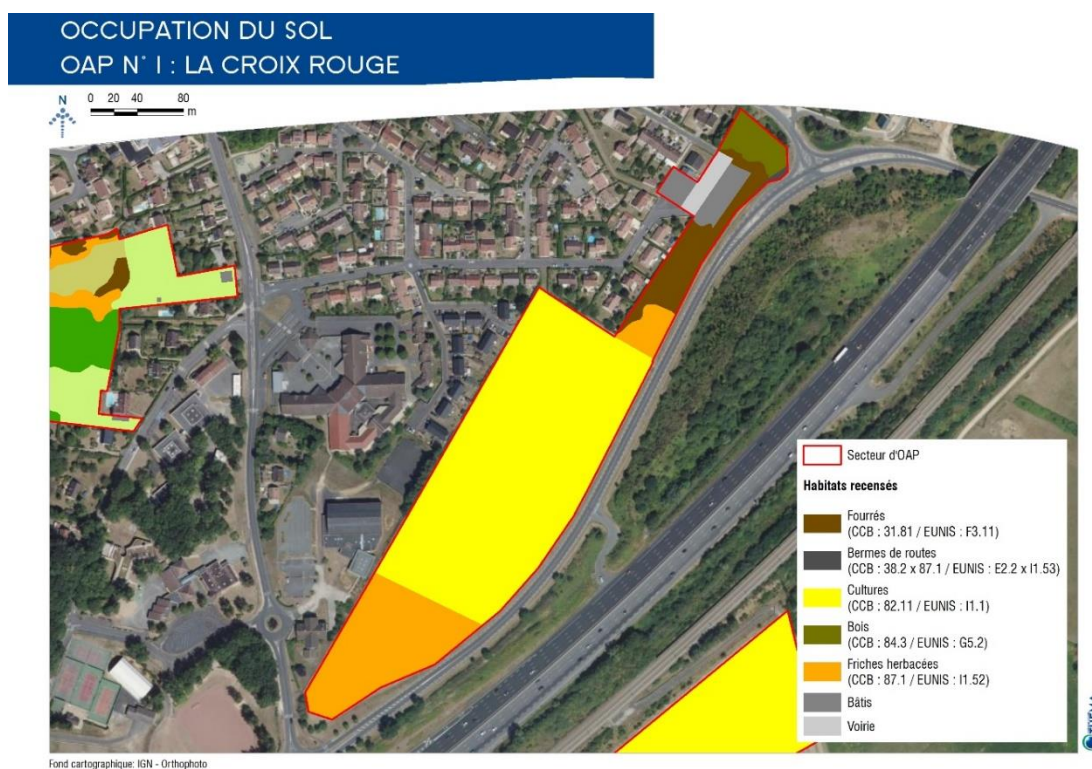 OCCUPATION DU SOL
OAP N° 1 : LA CROIX ROUGE
N
0 20 40 80
m
Secteur d'OAP
Habitats recensés
Fourrés
(CCB : 31.81 / EUNIS : F3.11)
Bermes de routes
(CCB : 38.2 x 87.1 / EUNIS : E2.2 x I1.53)
Cultures
(CCB : 82.11 / EUNIS : I1.1)
Bois
(CCB : 84.3 / EUNIS : G5.2)
Friches herbacées
(CCB : 87.1 / EUNIS : I1.52)
Bâtis
Voirie
Fond cartographique: IGN - Orthophoto